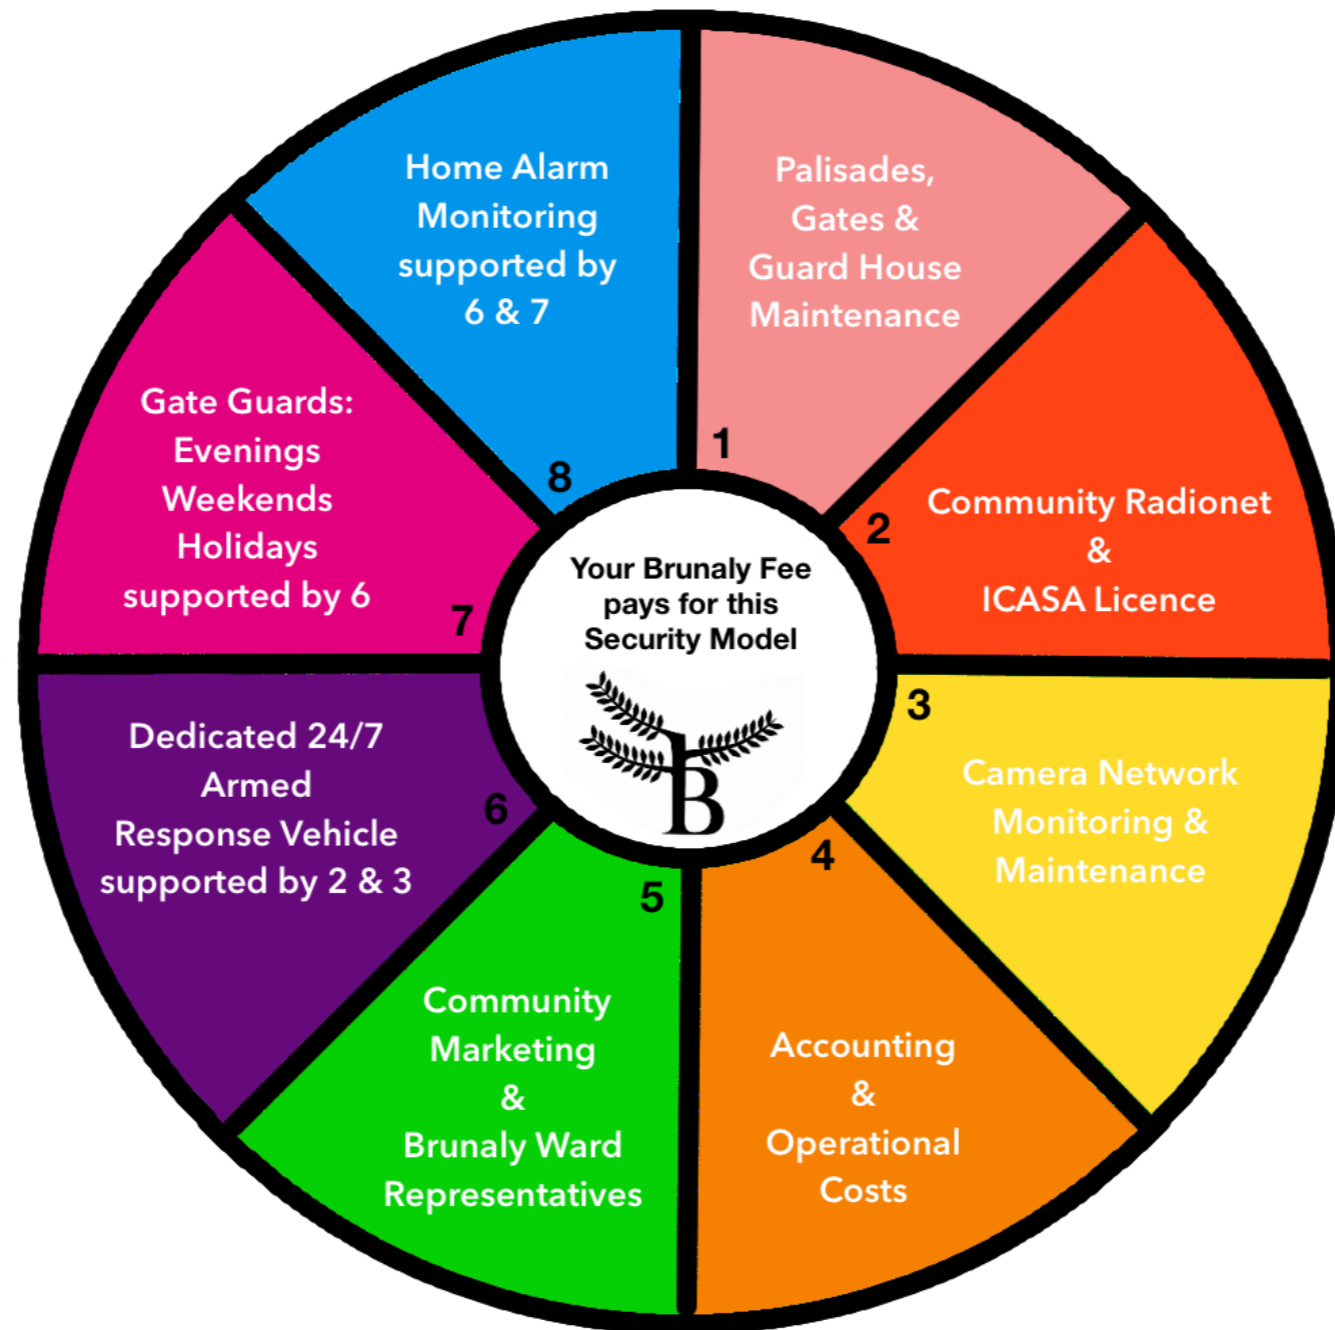 Your Brunaly Fee
pays for this
Security Model
B
1
Palisades,
Gates &
Guard House
Maintenance
2
Community Radionet
&
ICASA Licence
3
Camera Network
Monitoring &
Maintenance
4
Accounting
&
Operational
Costs
5
Community
Marketing
&
Brunaly Ward
Representatives
6
Dedicated 24/7
Armed
Response Vehicle
supported by 2 & 3
7
Gate Guards:
Evenings
Weekends
Holidays
supported by 6
8
Home Alarm
Monitoring
supported by
6 & 7